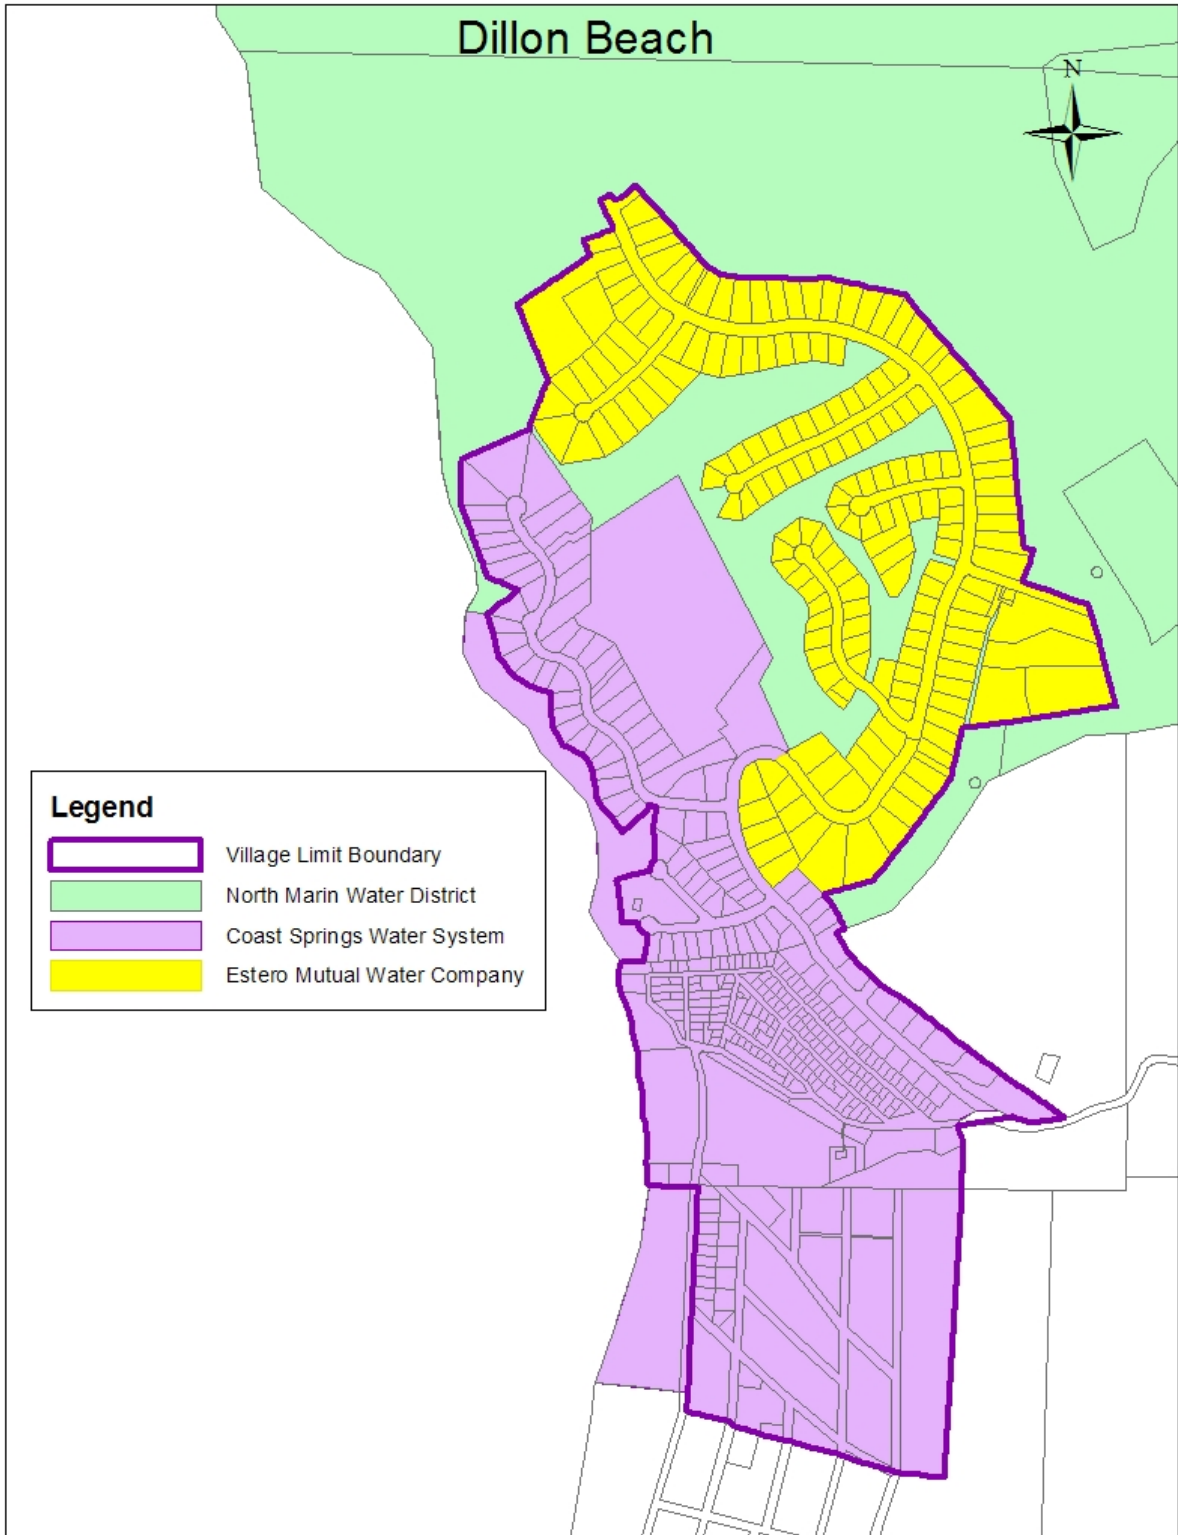 Dillon Beach
N
Legend
Village Limit Boundary
North Marin Water District
Coast Springs Water System
Estero Mutual Water Company